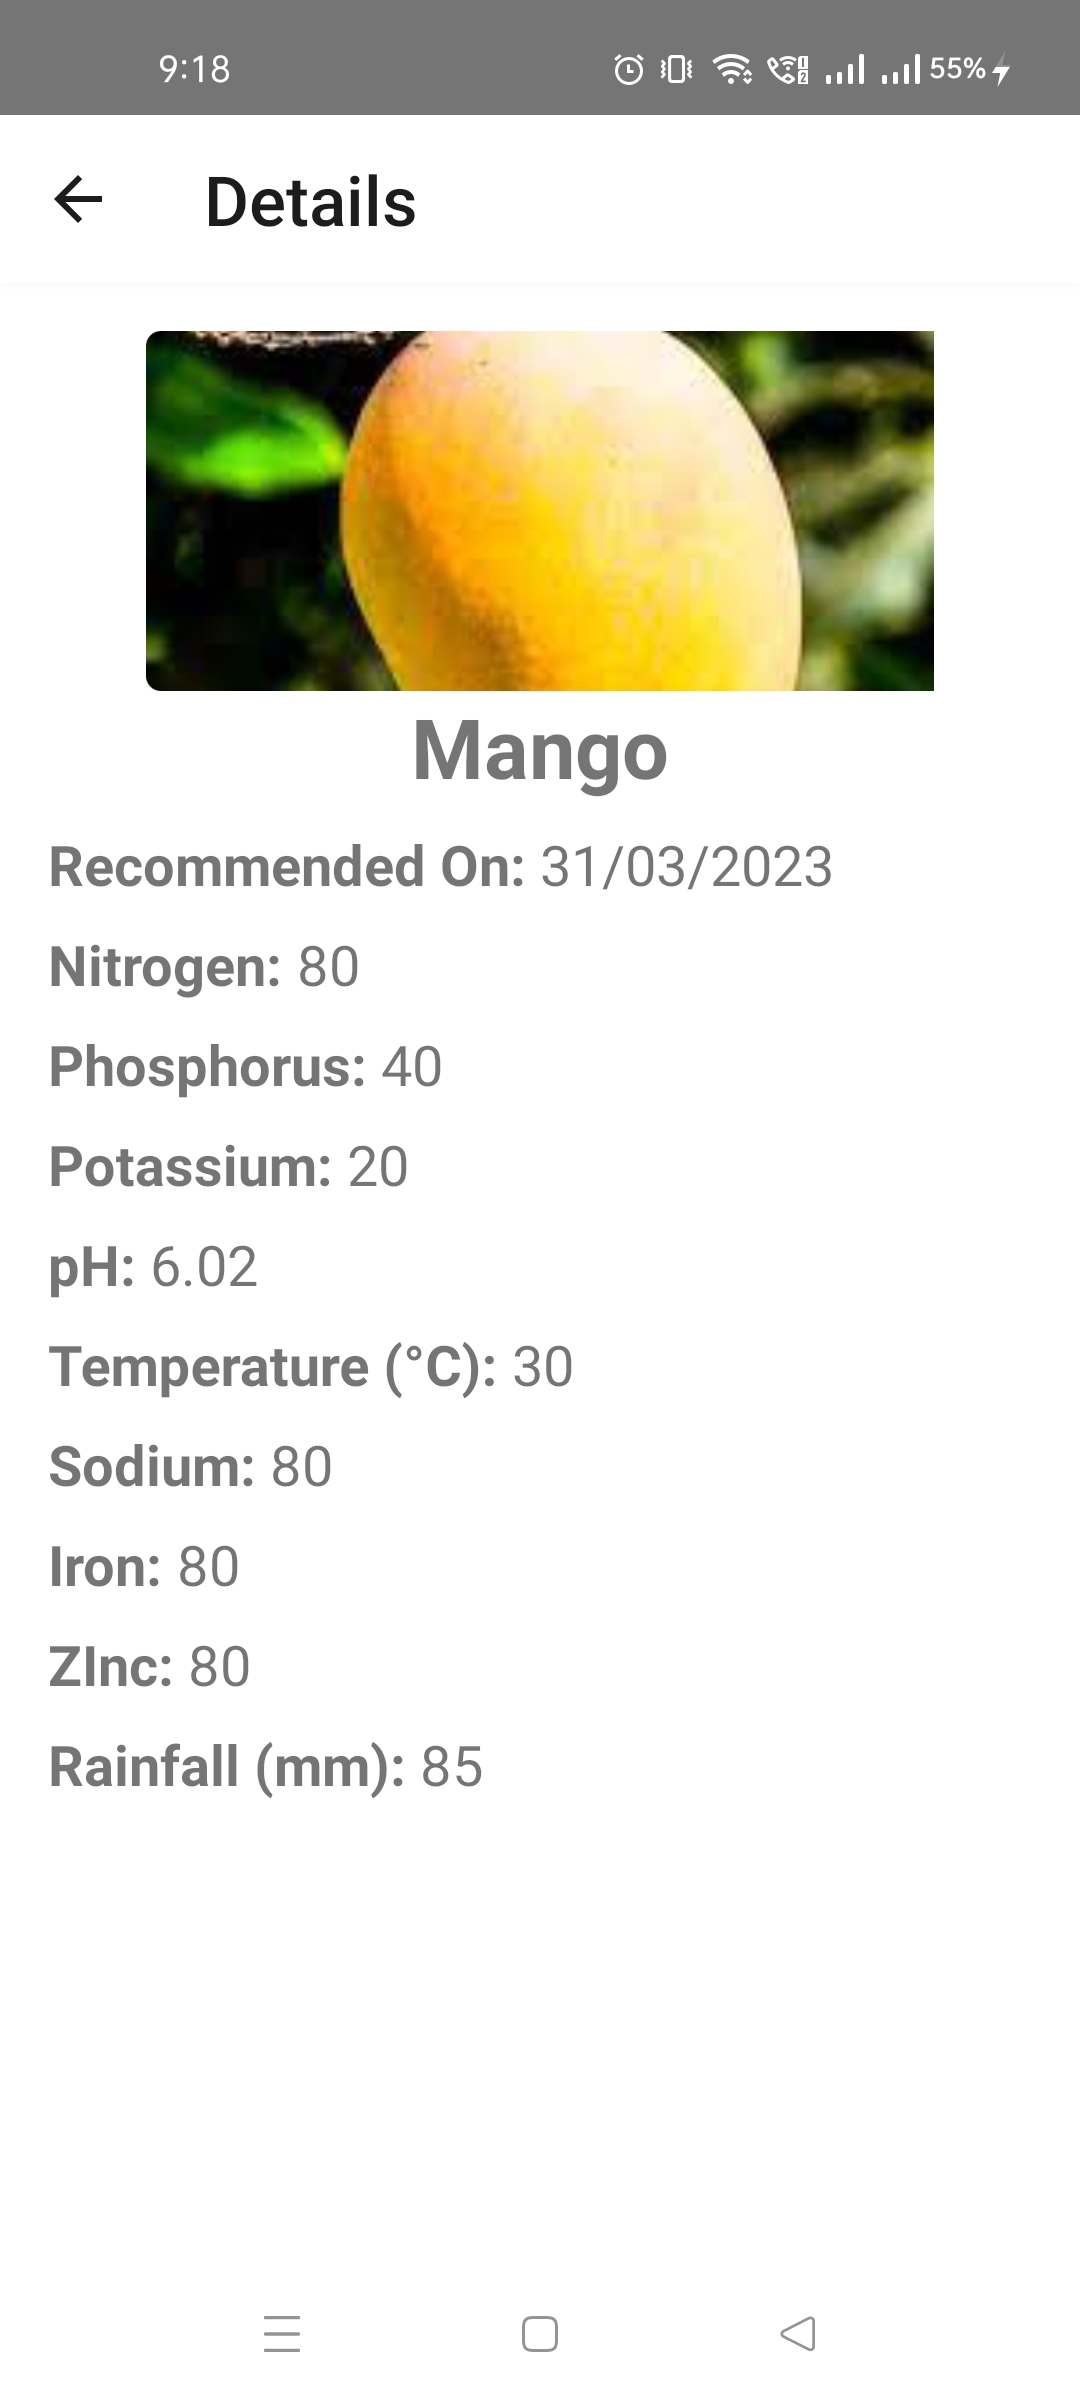 9:18 55%
Details
Mango
Recommended On: 31/03/2023
Nitrogen: 80
Phosphorus: 40
Potassium: 20
pH: 6.02
Temperature (°C): 30
Sodium: 80
Iron: 80
ZInc: 80
Rainfall (mm): 85